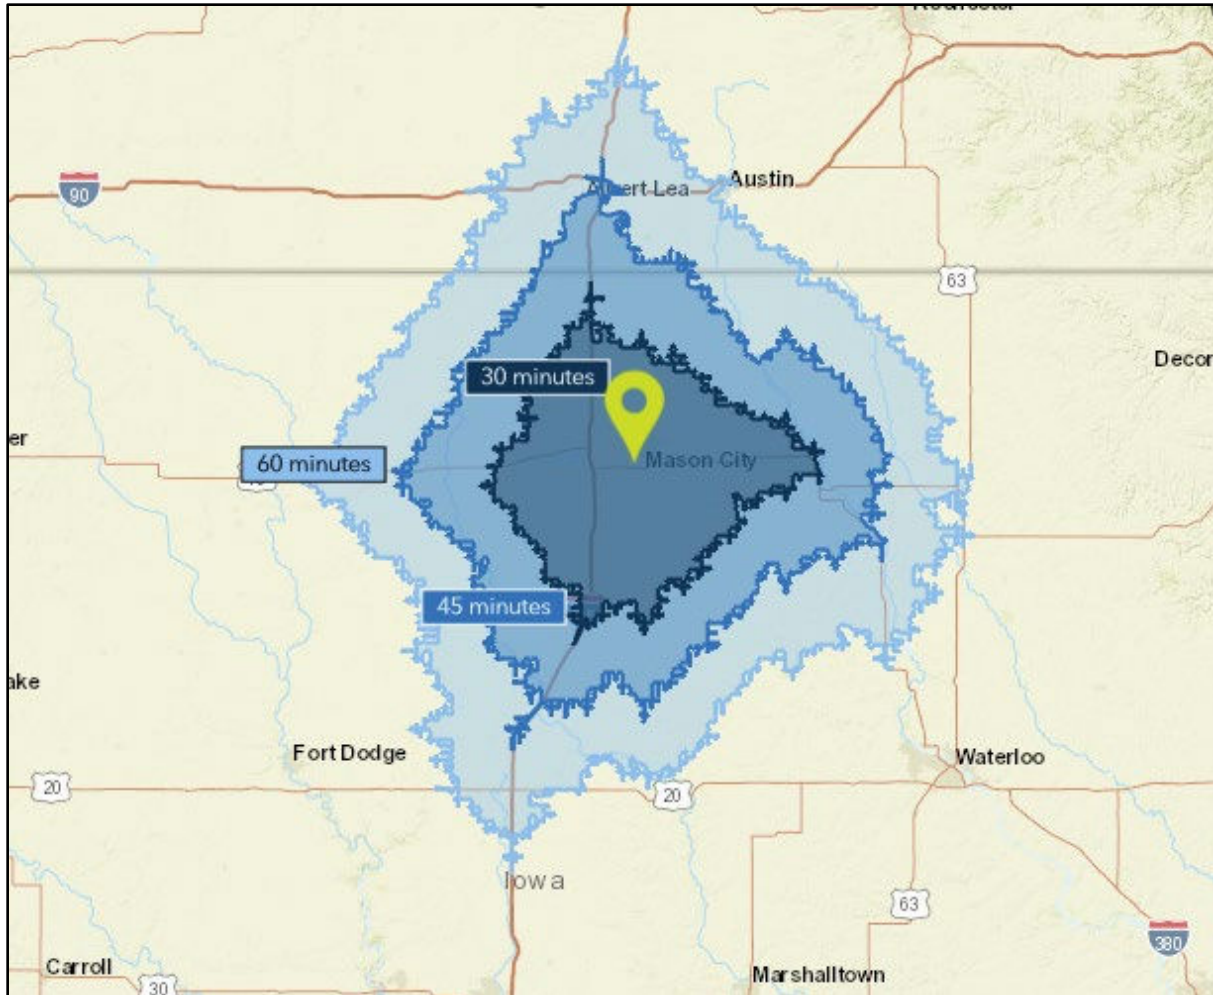 90
Albert Lea
Austin
63
Decor
30 minutes
er
60 minutes
Mason City
45 minutes
ake
Fort Dodge
Waterloo
20
20
Iowa
63
380
Carroll
Marshalltown
30